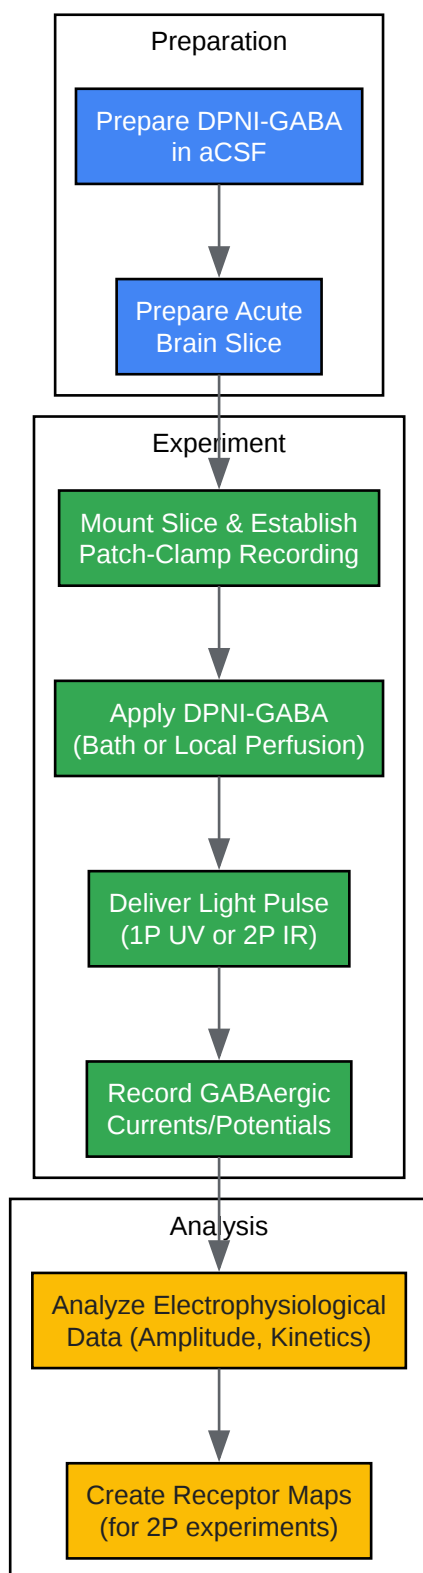 Preparation
Prepare DPNI-GABA
in aCSF
Prepare Acute
Brain Slice
Experiment
Mount Slice & Establish
Patch-Clamp Recording
Apply DPNI-GABA
(Bath or Local Perfusion)
Deliver Light Pulse
(1P UV or 2P IR)
Record GABAergic
Currents/Potentials
Analysis
Analyze Electrophysiological
Data (Amplitude, Kinetics)
Create Receptor Maps
(for 2P experiments)